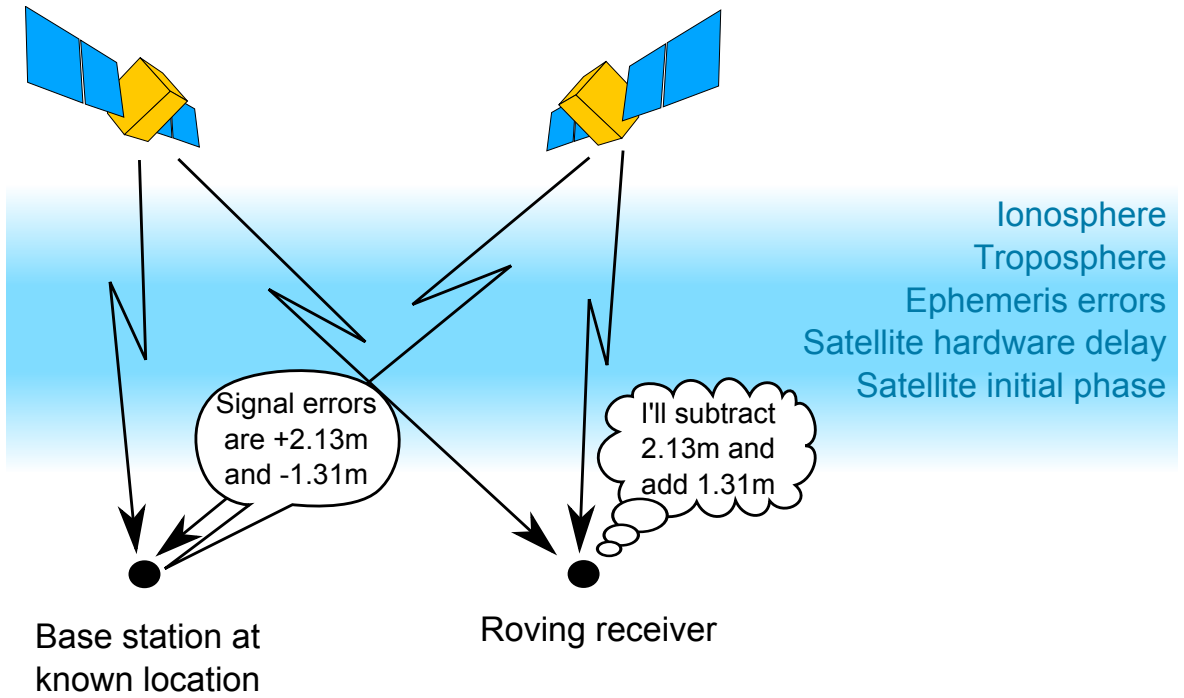 Ionosphere
Troposphere
Ephemeris errors
Satellite hardware delay
Satellite initial phase
Signal errors
are +2.13m
and -1.31m
I'll subtract
2.13m and
add 1.31m
Base station at
known location
Roving receiver